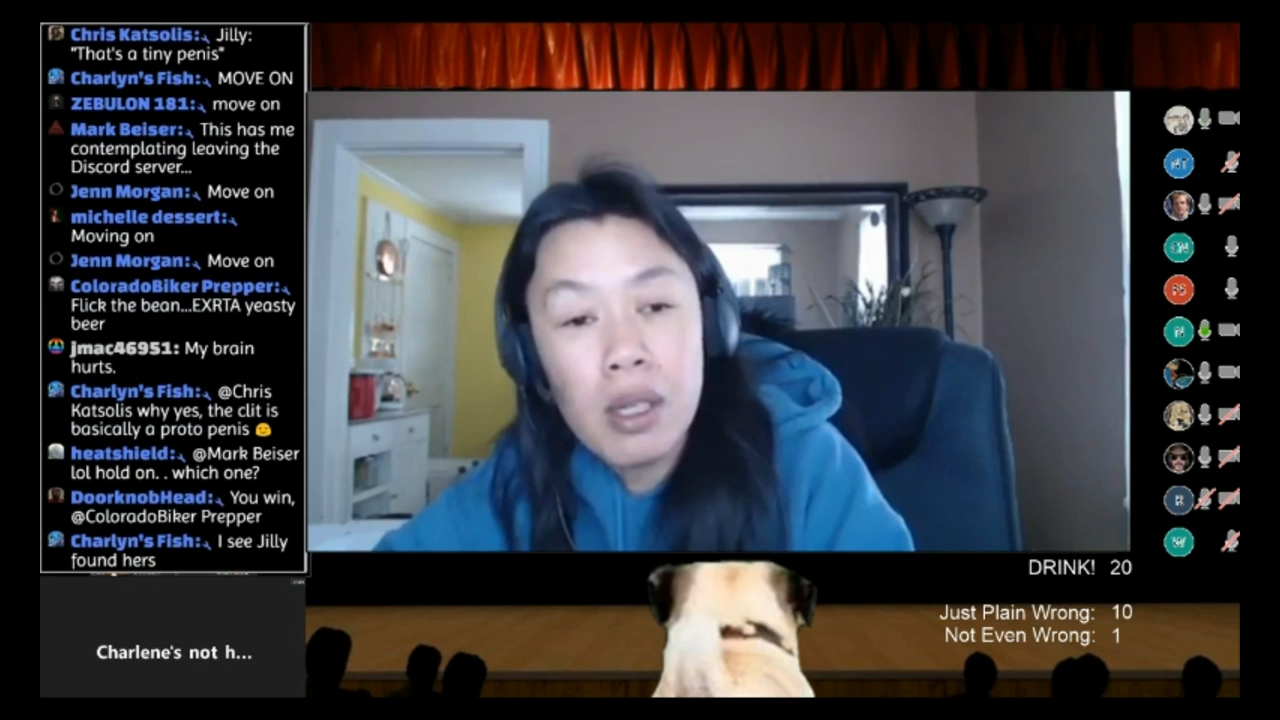 Chris Katsolis: Jilly:
"That's a tiny penis"
Charlyn's Fish: MOVE ON
ZEBULON 181: move on
Mark Beiser: This has me
contemplating leaving the
Discord server...
Jenn Morgan: Move on
michelle dessert:
Moving on
Jenn Morgan: Move on
ColoradoBiker Prepper:
Flick the bean...EXRTA yeasty
beer
jmac46951: My brain
hurts.
Charlyn's Fish: @Chris
Katsolis why yes, the clit is
basically a proto penis
heatshield: @Mark Beiser
lol hold on. . which one?
DoorknobHead: You win,
@ColoradoBiker Prepper
Charlyn's Fish: I see Jilly
found hers
Charlene's not h...
DRINK! 20
Just Plain Wrong: 10
Not Even Wrong: 1